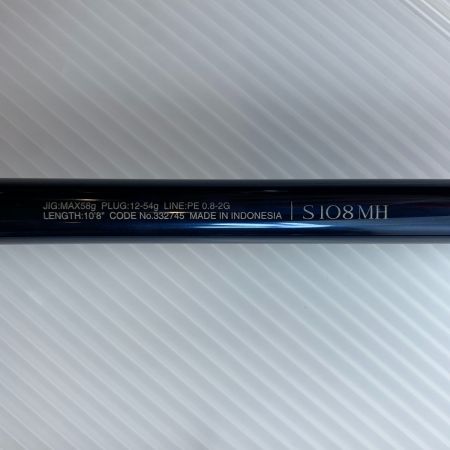 JIG:MAX58g PLUG:12-54g LINE:PE 0.8-2G
LENGTH:10'8" CODE No.332745 MADE IN INDONESIA
S108MH